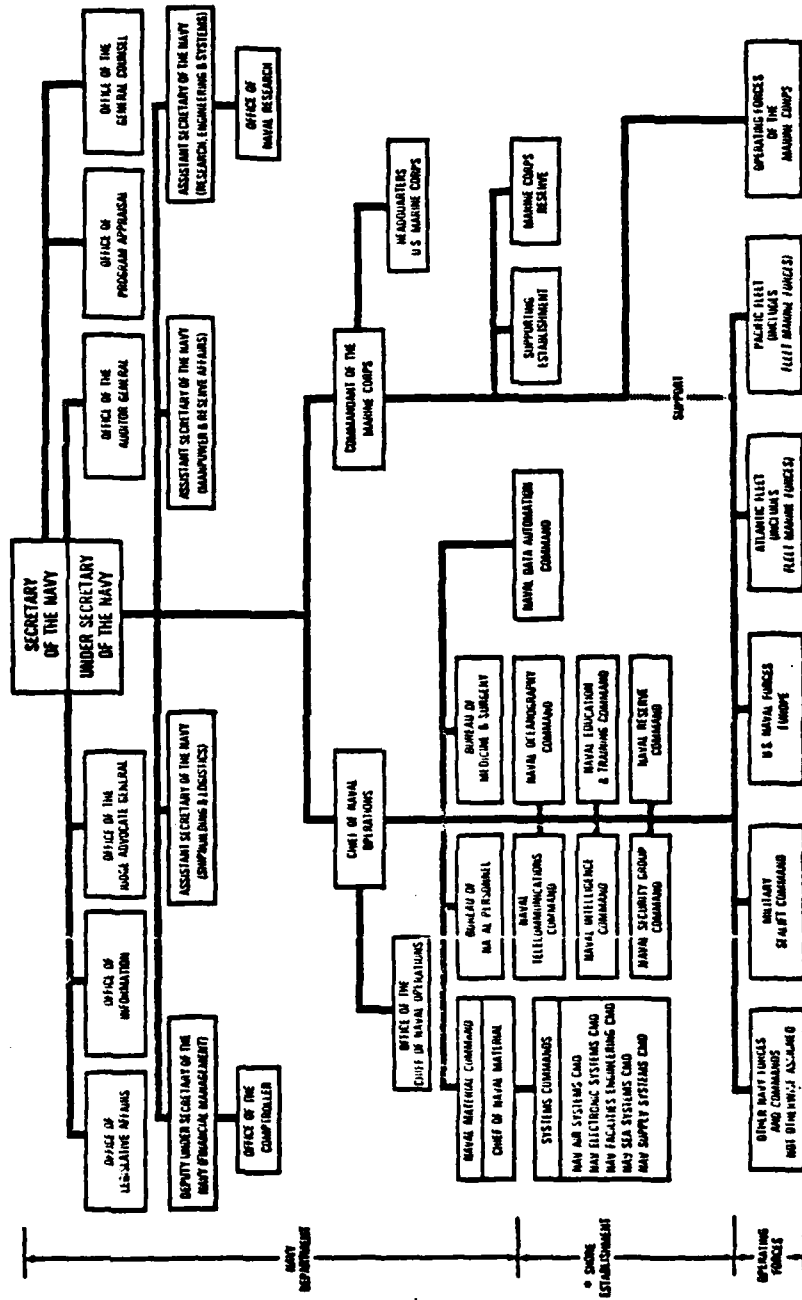 SECRETARY
OF THE NAVY
UNDER SECRETARY
OF THE NAVY
OFFICE OF
LEGISLATIVE AFFAIRS
OFFICE OF
INFORMATION
OFFICE OF THE
JUDGE ADVOCATE GENERAL
OFFICE OF THE
AUDITOR GENERAL
OFFICE OF
PROGRAM APPRAISAL
OFFICE OF THE
GENERAL COUNSEL
DEPUTY UNDER SECRETARY OF THE
NAVY (FINANCIAL MANAGEMENT)
ASSISTANT SECRETARY OF THE NAVY
(SHIPBUILDING & LOGISTICS)
ASSISTANT SECRETARY OF THE NAVY
(MANPOWER & RESERVE AFFAIRS)
ASSISTANT SECRETARY OF THE NAVY
(RESEARCH, ENGINEERING & SYSTEMS)
OFFICE OF THE
COMPTROLLER
OFFICE OF
NAVAL RESEARCH
NAVY
DEPARTMENT
CHIEF OF NAVAL
OPERATIONS
COMMANDANT OF THE
MARINE CORPS
OFFICE OF THE
CHIEF OF NAVAL OPERATIONS
HEADQUARTERS
U S MARINE CORPS
NAVAL MATERIAL COMMAND
CHIEF OF NAVAL MATERIAL
BUREAU OF
NA AL PERSONNEL
BUREAU OF
MEDICINE & SURGERY
* SHORE
ESTABLISHMENT
SYSTEMS COMMANDS
NAV AIR SYSTEMS CMD
NAV ELECTRONIC SYSTEMS CMD
NAV FACILITIES ENGINEERING CMD
NAV SEA SYSTEMS CMD
NAV SUPPLY SYSTEMS CMD
NAVAL
TELECOMMUNICATIONS
COMMAND
NAVAL OCEANOGRAPHY
COMMAND
NAVAL DATA AUTOMATION
COMMAND
SUPPORTING
ESTABLISHMENT
MARINE CORPS
RESERVE
NAVAL INTELLIGENCE
COMMAND
NAVAL EDUCATION
& TRAINING COMMAND
NAVAL SECURITY GROUP
COMMAND
NAVAL RESERVE
COMMAND
SUPPORT
OPERATING
FORCES
OTHER NAVY FORCES
AND COMMANDS
NOT OTHERWISE ASSIGNED
MILITARY
SEALIFT COMMAND
U S NAVAL FORCES
EUROPE
ATLANTIC FLEET
(INCLUDES
FLEET MARINE FORCES)
PACIFIC FLEET
(INCLUDES
FLEET MARINE FORCES)
OPERATING FORCES
OF THE
MARINE CORPS